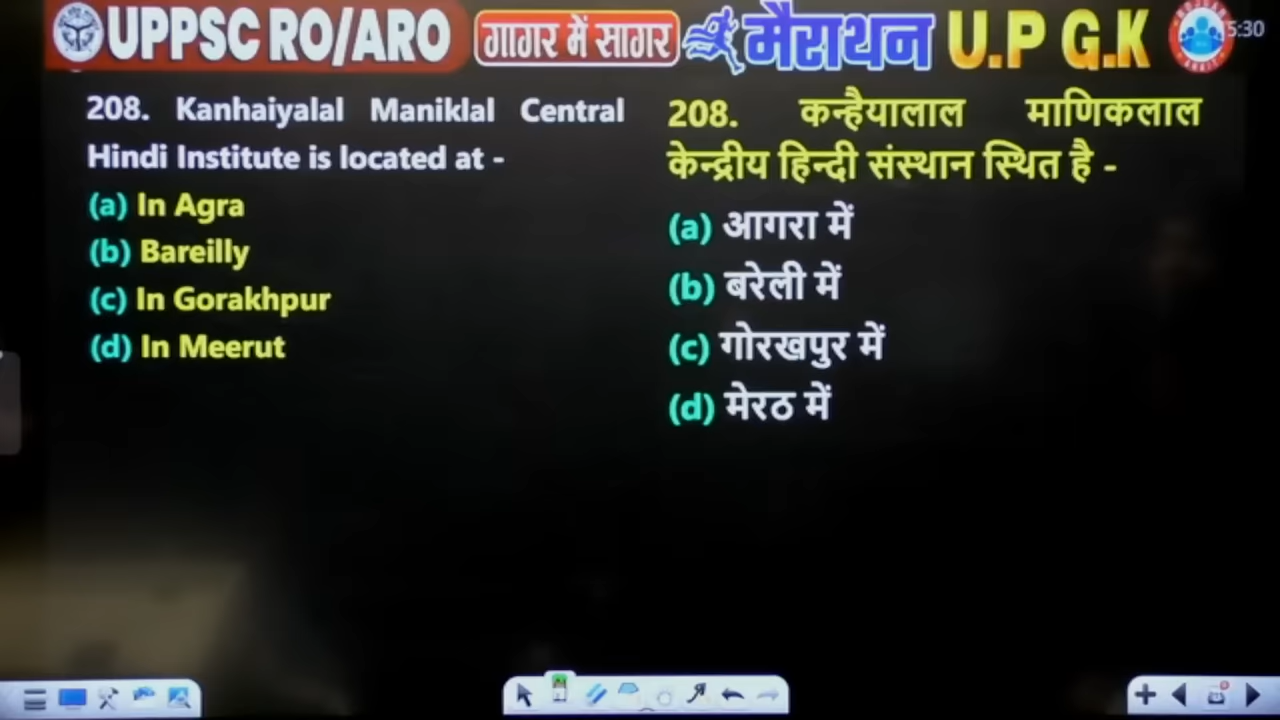 UPPSC RO/ARO गागर में सागर मैराथन U.P G.K
5:30
208. Kanhaiyalal Maniklal Central
Hindi Institute is located at -
(a) In Agra
(b) Bareilly
(c) In Gorakhpur
(d) In Meerut
208. कन्हैयालाल माणिकलाल
केन्द्रीय हिन्दी संस्थान स्थित है -
(a) आगरा में
(b) बरेली में
(c) गोरखपुर में
(d) मेरठ में